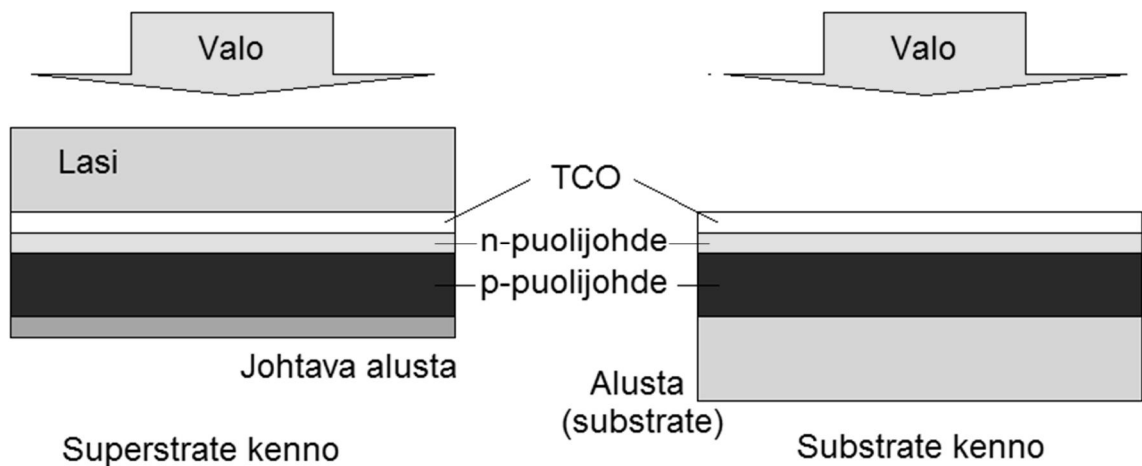 Valo
Valo
Lasi
TCO
n-puolijohde
p-puolijohde
Johtava alusta
Alusta
(substrate)
Superstrate kenno
Substrate kenno